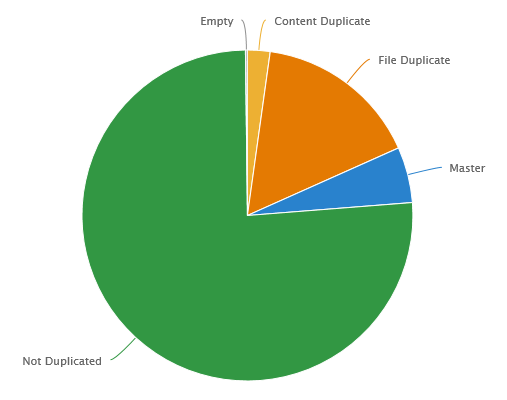 Empty
Content Duplicate
File Duplicate
Master
Not Duplicated